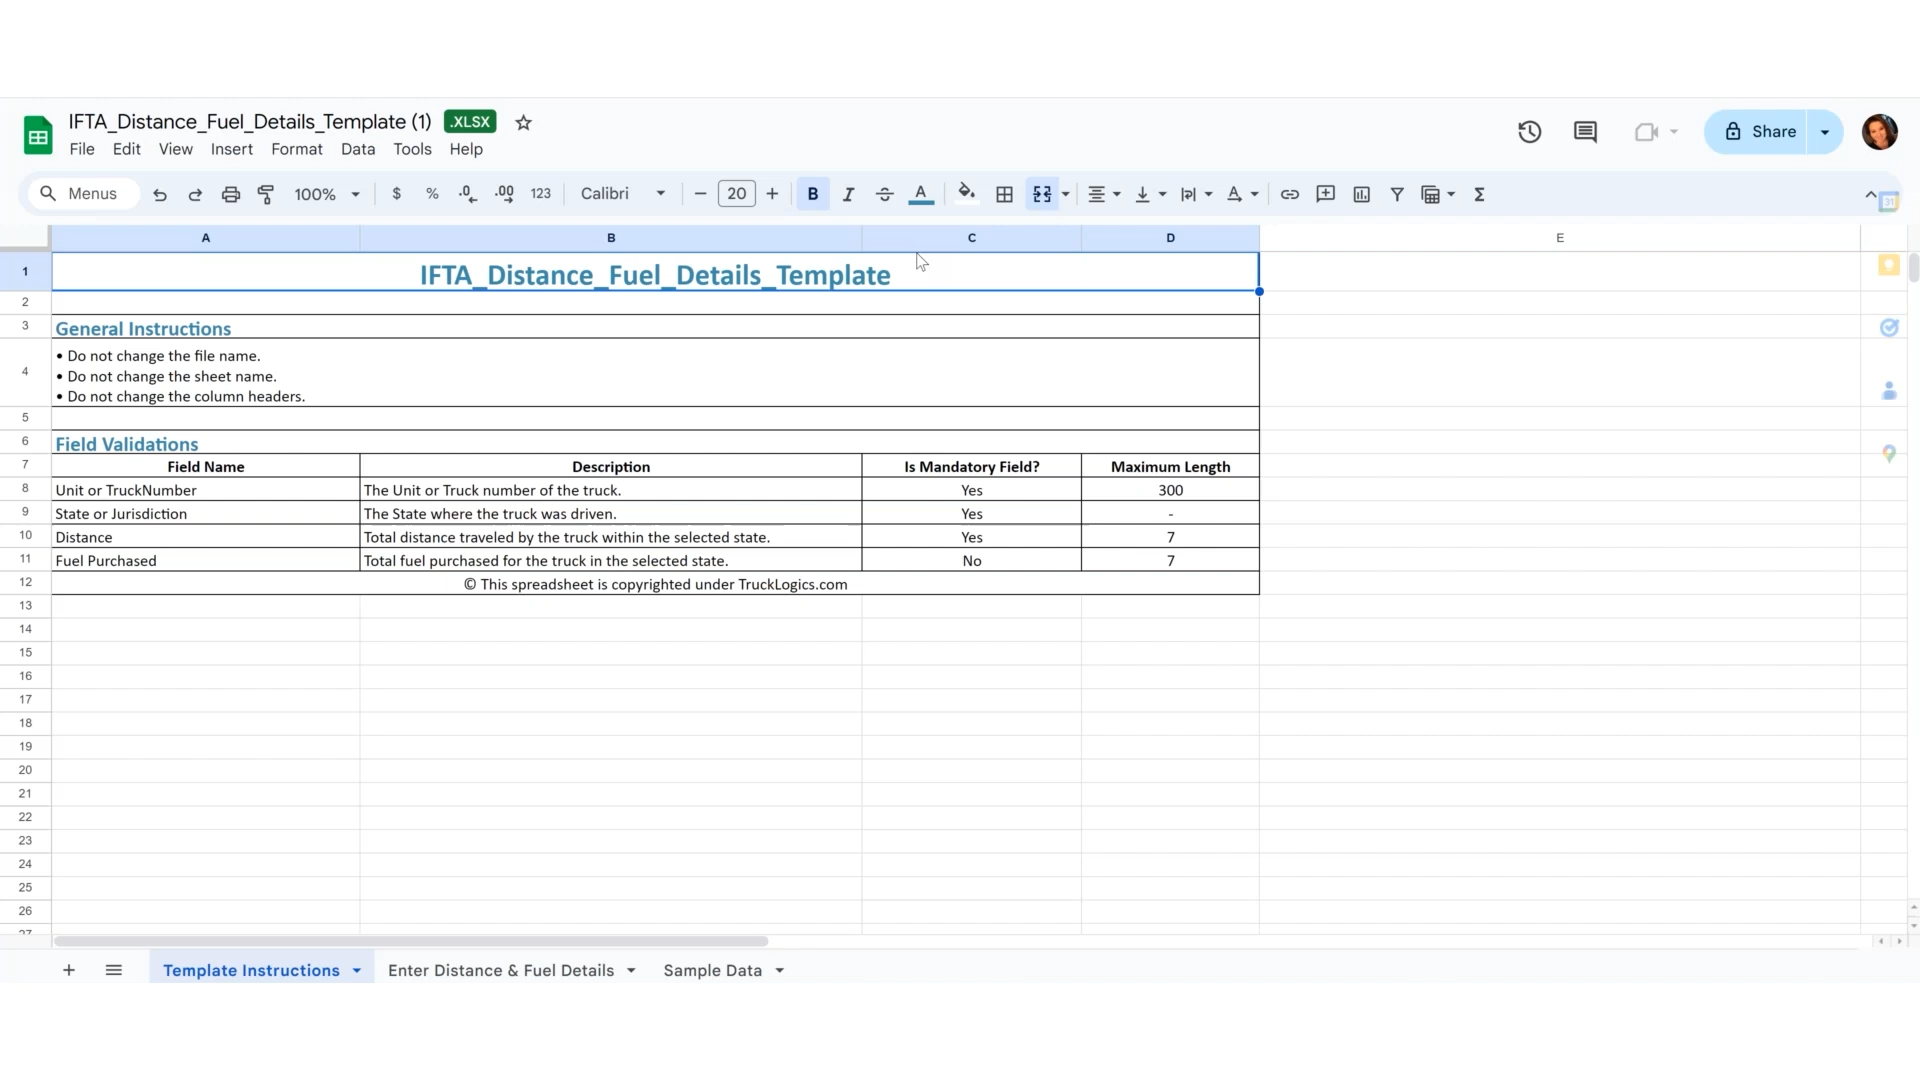 IFTA_Distance_Fuel_Details_Template (1) .XLSX
File Edit View Insert Format Data Tools Help
Share
Menus 100% $ % .0 .00 123 Calibri 20 B I A A Σ 31
A B C D E
1 IFTA_Distance_Fuel_Details_Template
2
3 General Instructions
4 • Do not change the file name.
• Do not change the sheet name.
• Do not change the column headers.
5
6 Field Validations
7 Field Name Description Is Mandatory Field? Maximum Length
8 Unit or TruckNumber The Unit or Truck number of the truck. Yes 300
9 State or Jurisdiction The State where the truck was driven. Yes -
10 Distance Total distance traveled by the truck within the selected state. Yes 7
11 Fuel Purchased Total fuel purchased for the truck in the selected state. No 7
12 © This spreadsheet is copyrighted under TruckLogics.com
13
14
15
16
17
18
19
20
21
22
23
24
25
26
27
Template Instructions Enter Distance & Fuel Details Sample Data